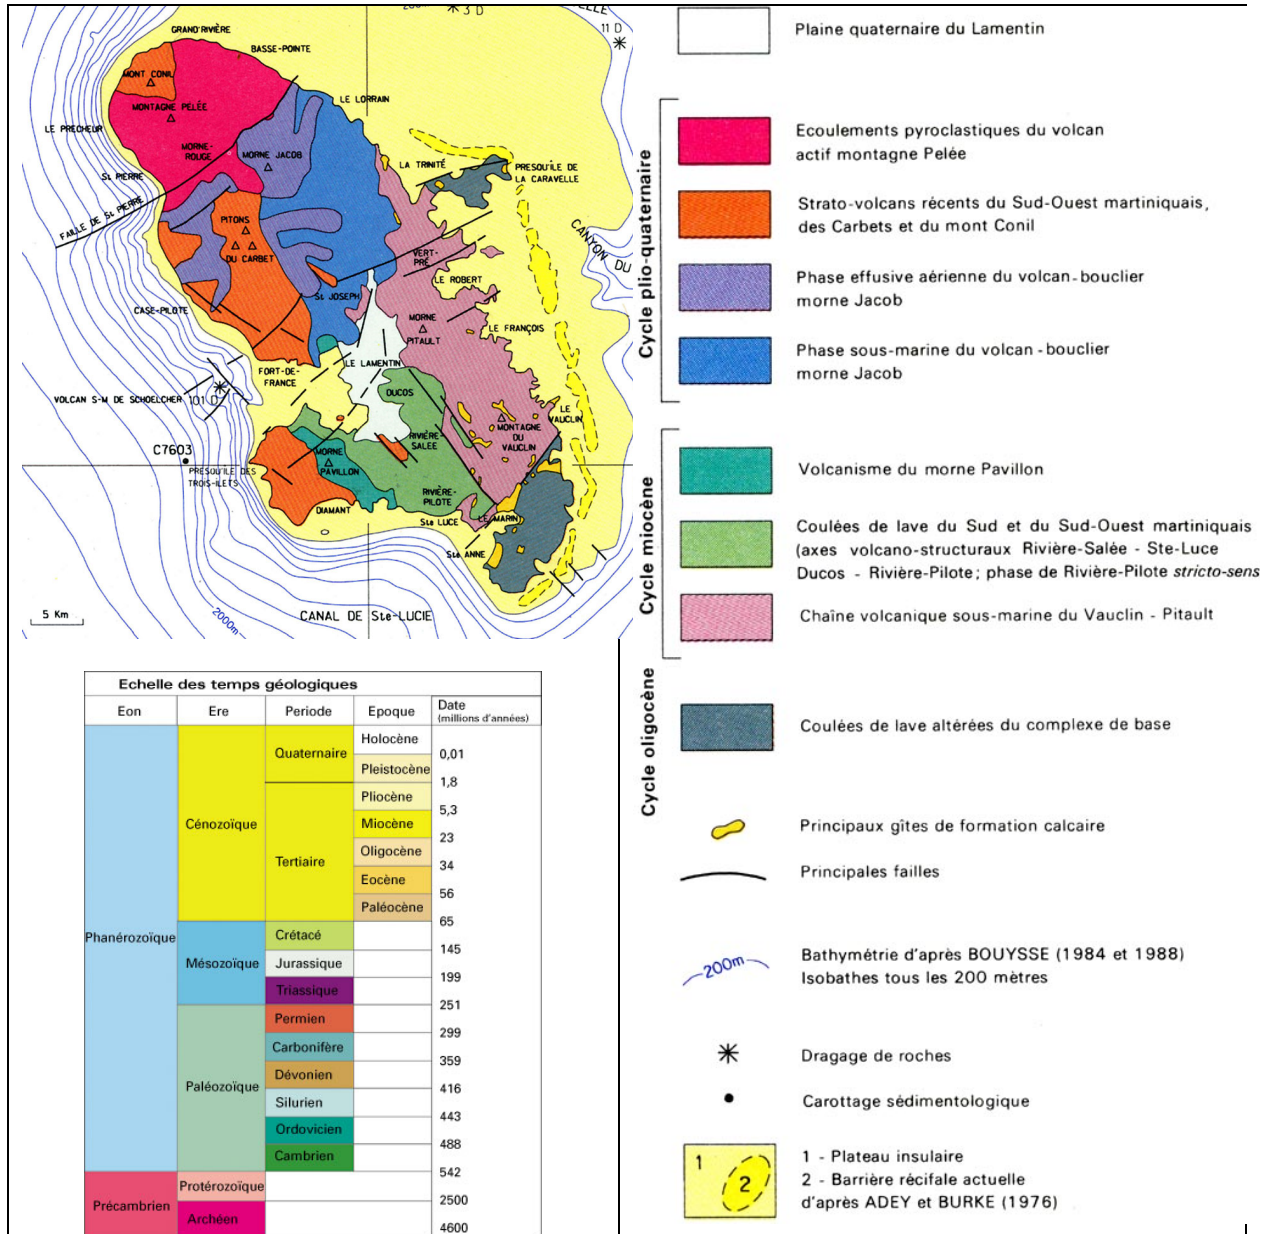 3 D
11 D
GRAND'RIVIÈRE
BASSE-POINTE
MONT CONIL
MONTAGNE PELÉE
LE LORRAIN
LE PRECHEUR
MORNE-
ROUGE
MORNE JACOB
LA TRINITÉ
PRESQU'ILE DE
LA CARAVELLE
St PIERRE
FAILLE DE St PIERRE
PITONS
DU CARBET
CANYON DU
VERT-
PRÉ
LE ROBERT
St JOSEPH
CASE-PILOTE
MORNE
PITAULT
LE FRANÇOIS
LE LAMENTIN
FORT-DE-
FRANCE
DUCOS
VOLCAN S-M DE SCHOELCHER
101 D
LE
VAUCLIN
MONTAGNE
DU
VAUCLIN
C7603
RIVIÈRE-
SALEE
MORNE
PAVILLON
PRESQU'ILE DES
TROIS-ILETS
RIVIÈRE-
PILOTE
DIAMANT
Ste LUCE
LE MARIN
Ste ANNE
2000m
5 Km
CANAL DE Ste-LUCIE
Plaine quaternaire du Lamentin
Cycle plio-quaternaire
Ecoulements pyroclastiques du volcan
actif montagne Pelée
Strato-volcans récents du Sud-Ouest martiniquais,
des Carbets et du mont Conil
Phase effusive aérienne du volcan-bouclier
morne Jacob
Phase sous-marine du volcan-bouclier
morne Jacob
Cycle miocène
Volcanisme du morne Pavillon
Coulées de lave du Sud et du Sud-Ouest martiniquais
(axes volcano-structuraux Rivière-Salée - Ste-Luce
Ducos - Rivière-Pilote; phase de Rivière-Pilote stricto-sens
Chaîne volcanique sous-marine du Vauclin - Pitault
Cycle oligocène
Coulées de lave altérées du complexe de base
Principaux gîtes de formation calcaire
Principales failles
200m
Bathymétrie d'après BOUYSSE (1984 et 1988)
Isobathes tous les 200 mètres
Dragage de roches
Carottage sédimentologique
1
2
1 - Plateau insulaire
2 - Barrière récifale actuelle
d'après ADEY et BURKE (1976)
Echelle des temps géologiques
Eon Ere Periode Epoque Date
(millions d'années)
Phanérozoïque
Cénozoïque
Quaternaire
Holocène
0,01
Pleistocène
1,8
Tertiaire
Pliocène
5,3
Miocène
23
Oligocène
34
Eocène
56
Paléocène
65
Mésozoïque
Crétacé
145
Jurassique
199
Triassique
251
Paléozoïque
Permien
299
Carbonifère
359
Dévonien
416
Silurien
443
Ordovicien
488
Cambrien
542
Précambrien
Protérozoïque
2500
Archéen
4600